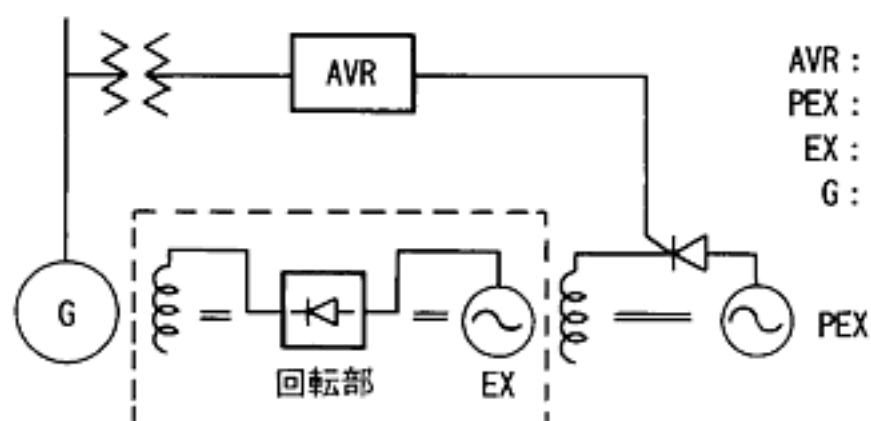 AVR
AVR :
PEX :
EX :
G :
G
PEX
回転部
EX